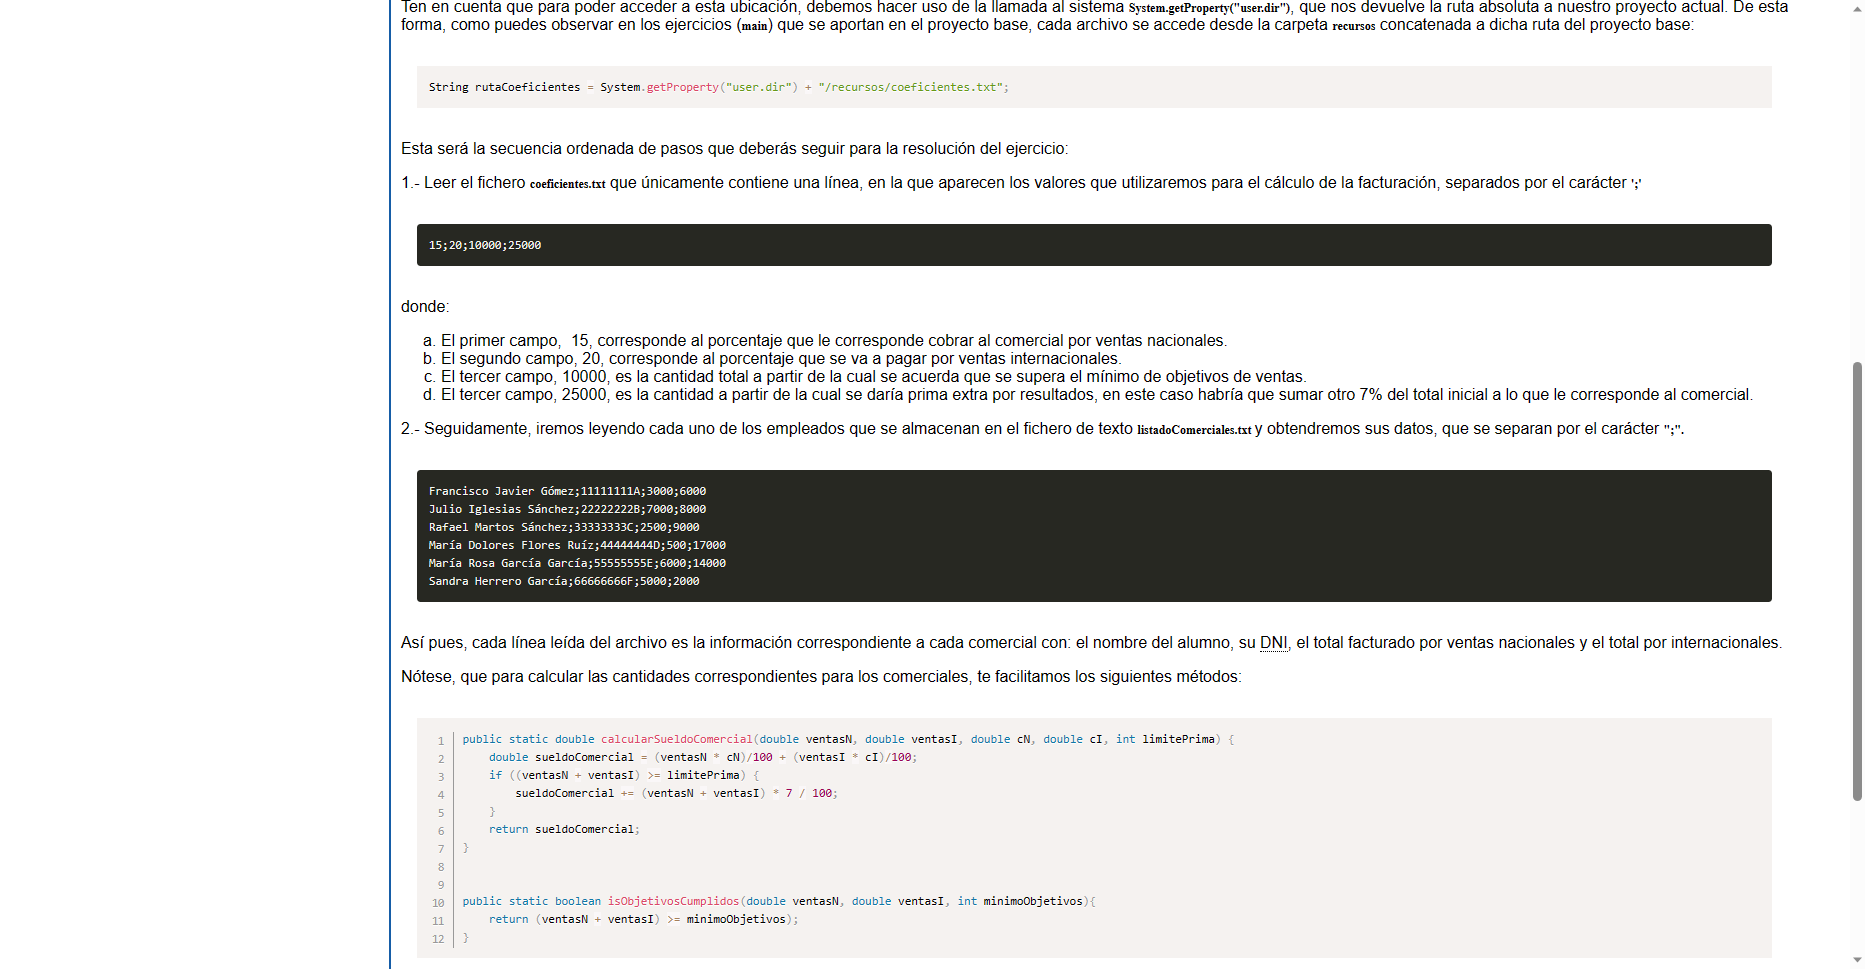 Ten en cuenta que para poder acceder a esta ubicación, debemos hacer uso de la llamada al sistema System.getProperty("user.dir"), que nos devuelve la ruta absoluta a nuestro proyecto actual. De esta
forma, como puedes observar en los ejercicios (main) que se aportan en el proyecto base, cada archivo se accede desde la carpeta recursos concatenada a dicha ruta del proyecto base:
String rutaCoeficientes = System.getProperty("user.dir") + "/recursos/coeficientes.txt";
Esta será la secuencia ordenada de pasos que deberás seguir para la resolución del ejercicio:
1.- Leer el fichero coeficientes.txt que únicamente contiene una línea, en la que aparecen los valores que utilizaremos para el cálculo de la facturación, separados por el carácter ';'
15;20;10000;25000
donde:
a. El primer campo,  15, corresponde al porcentaje que le corresponde cobrar al comercial por ventas nacionales.
b. El segundo campo, 20, corresponde al porcentaje que se va a pagar por ventas internacionales.
c. El tercer campo, 10000, es la cantidad total a partir de la cual se acuerda que se supera el mínimo de objetivos de ventas.
d. El tercer campo, 25000, es la cantidad a partir de la cual se daría prima extra por resultados, en este caso habría que sumar otro 7% del total inicial a lo que le corresponde al comercial.
2.- Seguidamente, iremos leyendo cada uno de los empleados que se almacenan en el fichero de texto listadoComerciales.txt y obtendremos sus datos, que se separan por el carácter ";".
Francisco Javier Gómez;11111111A;3000;6000
Julio Iglesias Sánchez;22222222B;7000;8000
Rafael Martos Sánchez;33333333C;2500;9000
María Dolores Flores Ruíz;44444444D;500;17000
María Rosa García García;55555555E;6000;14000
Sandra Herrero García;66666666F;5000;2000
Así pues, cada línea leída del archivo es la información correspondiente a cada comercial con: el nombre del alumno, su DNI, el total facturado por ventas nacionales y el total por internacionales.
Nótese, que para calcular las cantidades correspondientes para los comerciales, te facilitamos los siguientes métodos:
1 public static double calcularSueldoComercial(double ventasN, double ventasI, double cN, double cI, int limitePrima) {
2     double sueldoComercial = (ventasN * cN)/100 + (ventasI * cI)/100;
3     if ((ventasN + ventasI) >= limitePrima) {
4         sueldoComercial += (ventasN + ventasI) * 7 / 100;
5     }
6     return sueldoComercial;
7 }
8
9
10 public static boolean isObjetivosCumplidos(double ventasN, double ventasI, int minimoObjetivos){
11     return (ventasN + ventasI) >= minimoObjetivos);
12 }